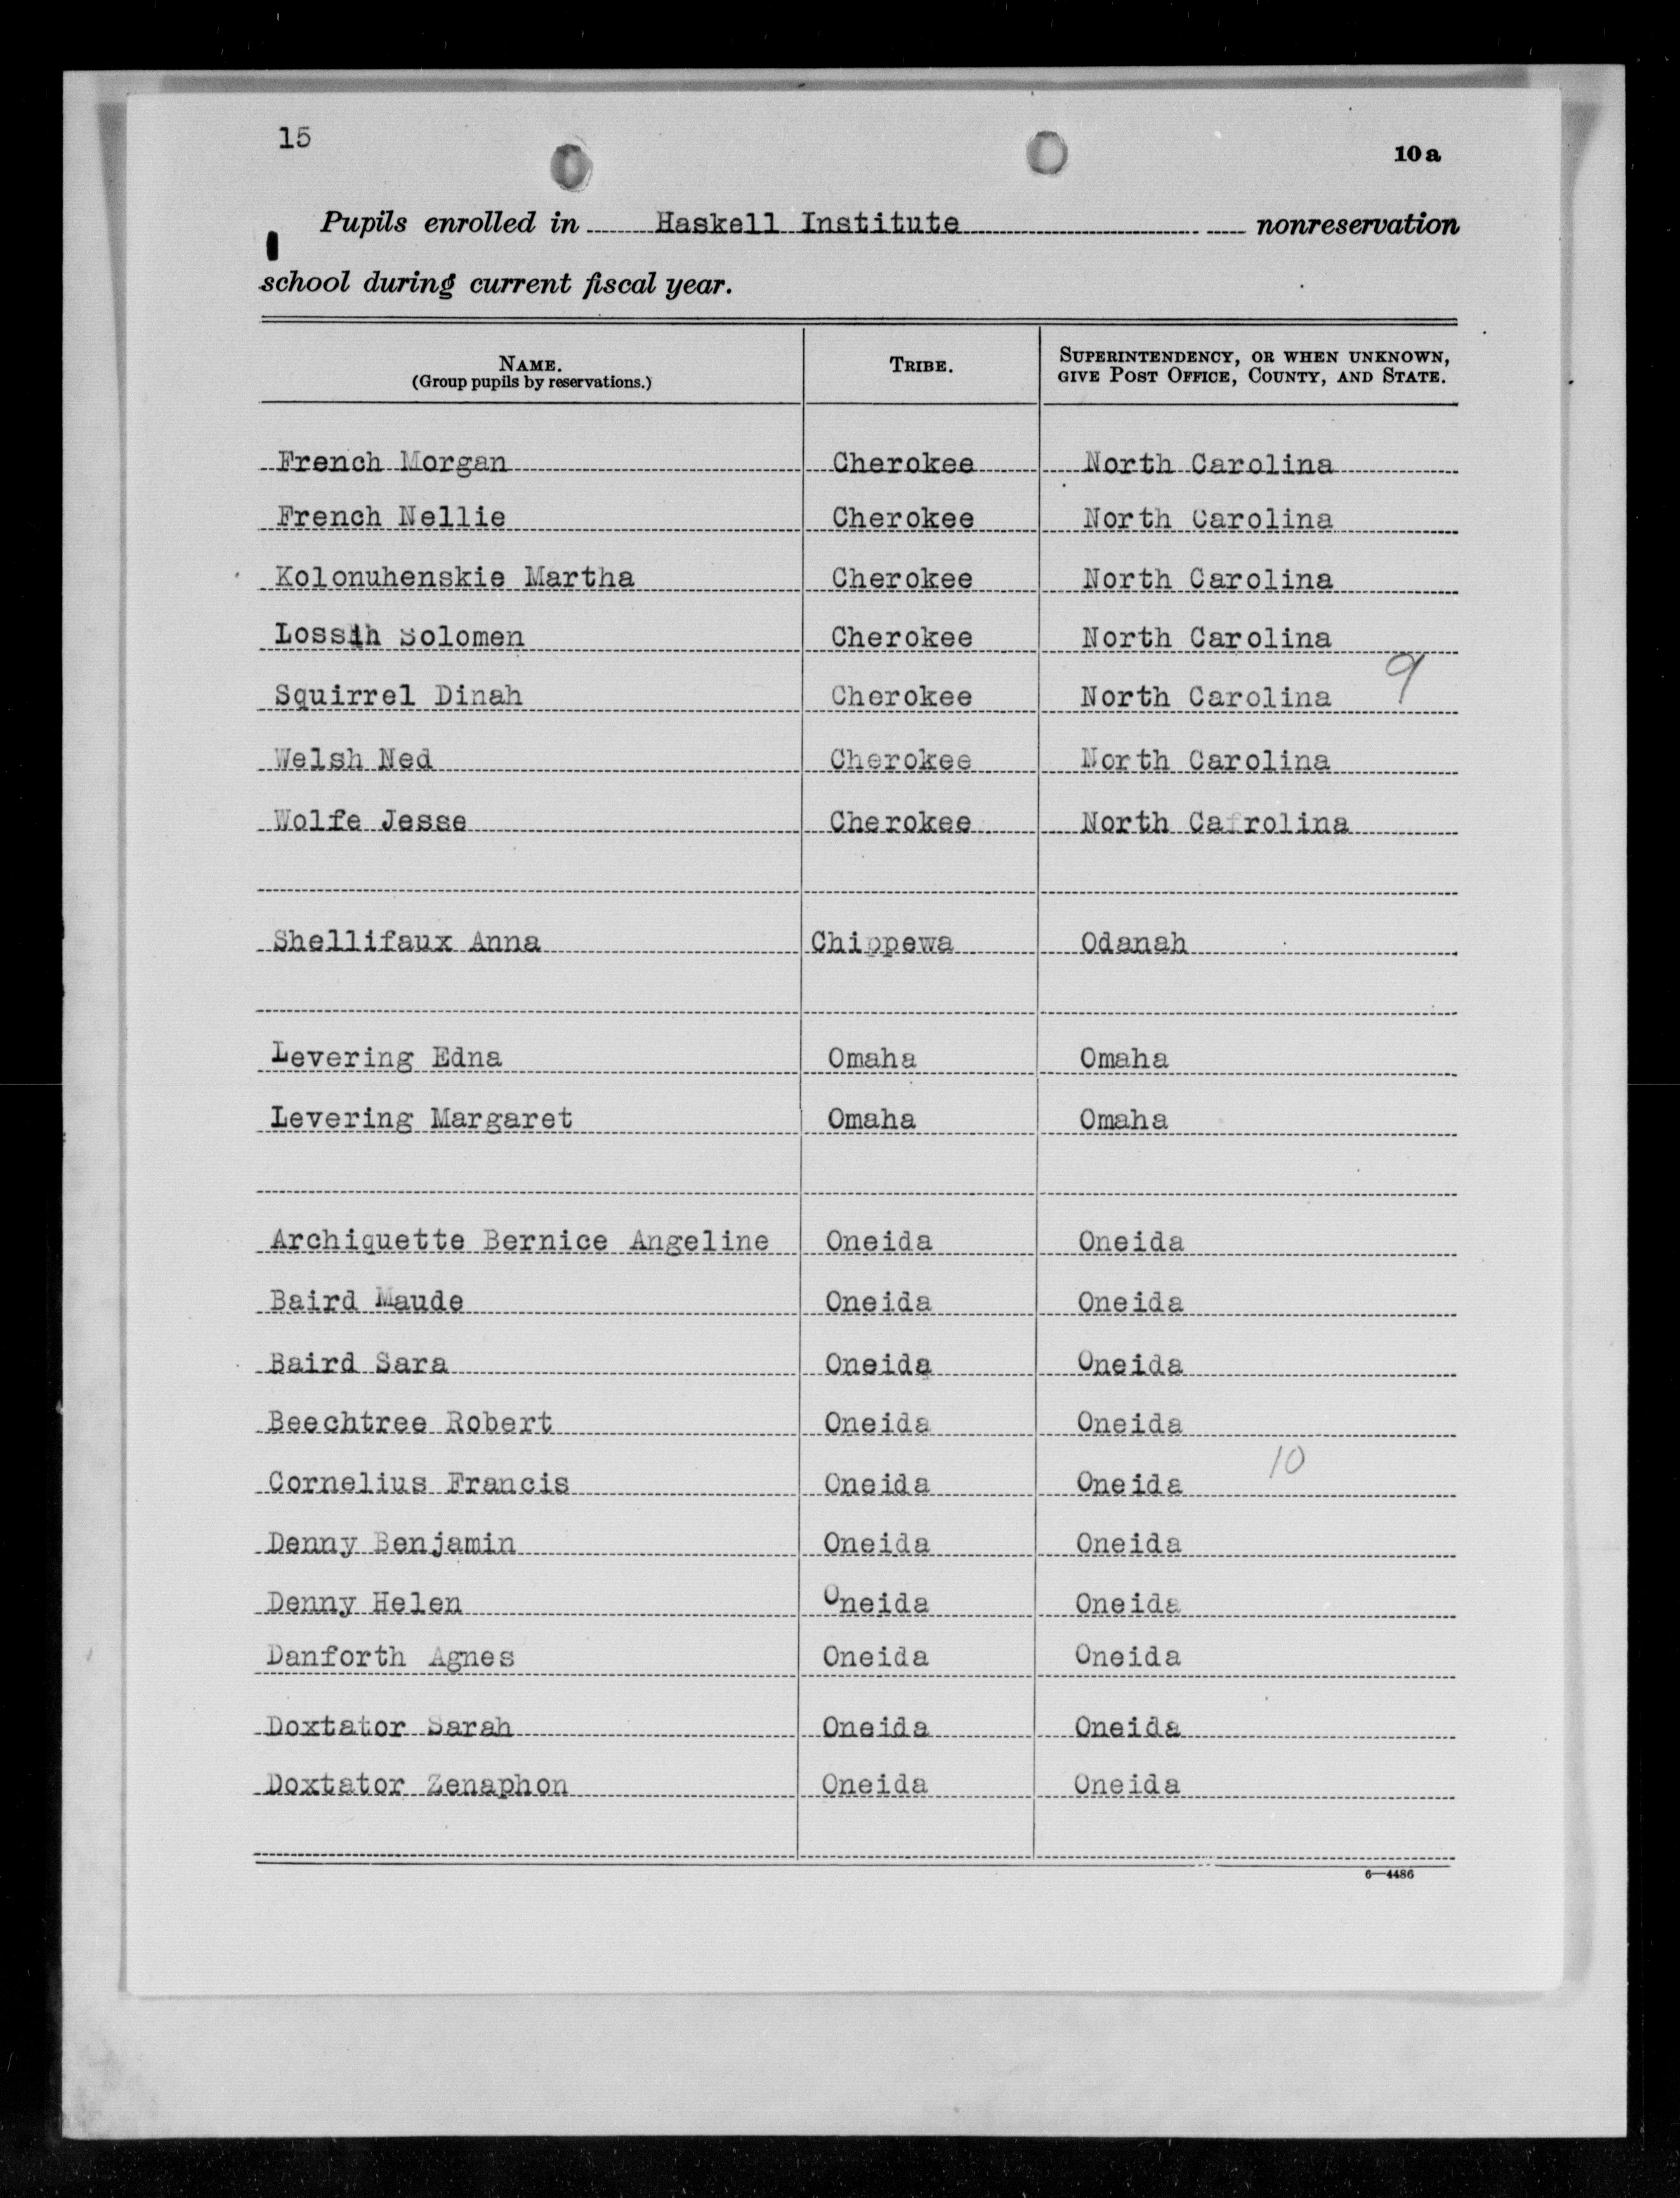 15
10a
Pupils enrolled in Haskell Institute nonreservation
school during current fiscal year.
NAME. TRIBE. SUPERINTENDENCY, OR WHEN UNKNOWN,
(Group pupils by reservations.) GIVE POST OFFICE, COUNTY, AND STATE.
French Morgan Cherokee North Carolina
French Nellie Cherokee North Carolina
Kolonuhenskie Martha Cherokee North Carolina
Lossih Solomen Cherokee North Carolina
9
Squirrel Dinah Cherokee North Carolina
Welsh Ned Cherokee North Carolina
Wolfe Jesse Cherokee North Cafrolina
Shellifaux Anna Chippewa Odanah
Levering Edna Omaha Omaha
Levering Margaret Omaha Omaha
Archiquette Bernice Angeline Oneida Oneida
Baird Maude Oneida Oneida
Baird Sara Oneida Oneida
Beechtree Robert Oneida Oneida
10
Cornelius Francis Oneida Oneida
Denny Benjamin Oneida Oneida
Denny Helen Oneida Oneida
Danforth Agnes Oneida Oneida
Doxtator Sarah Oneida Oneida
Doxtator Zenaphon Oneida Oneida
6—4486